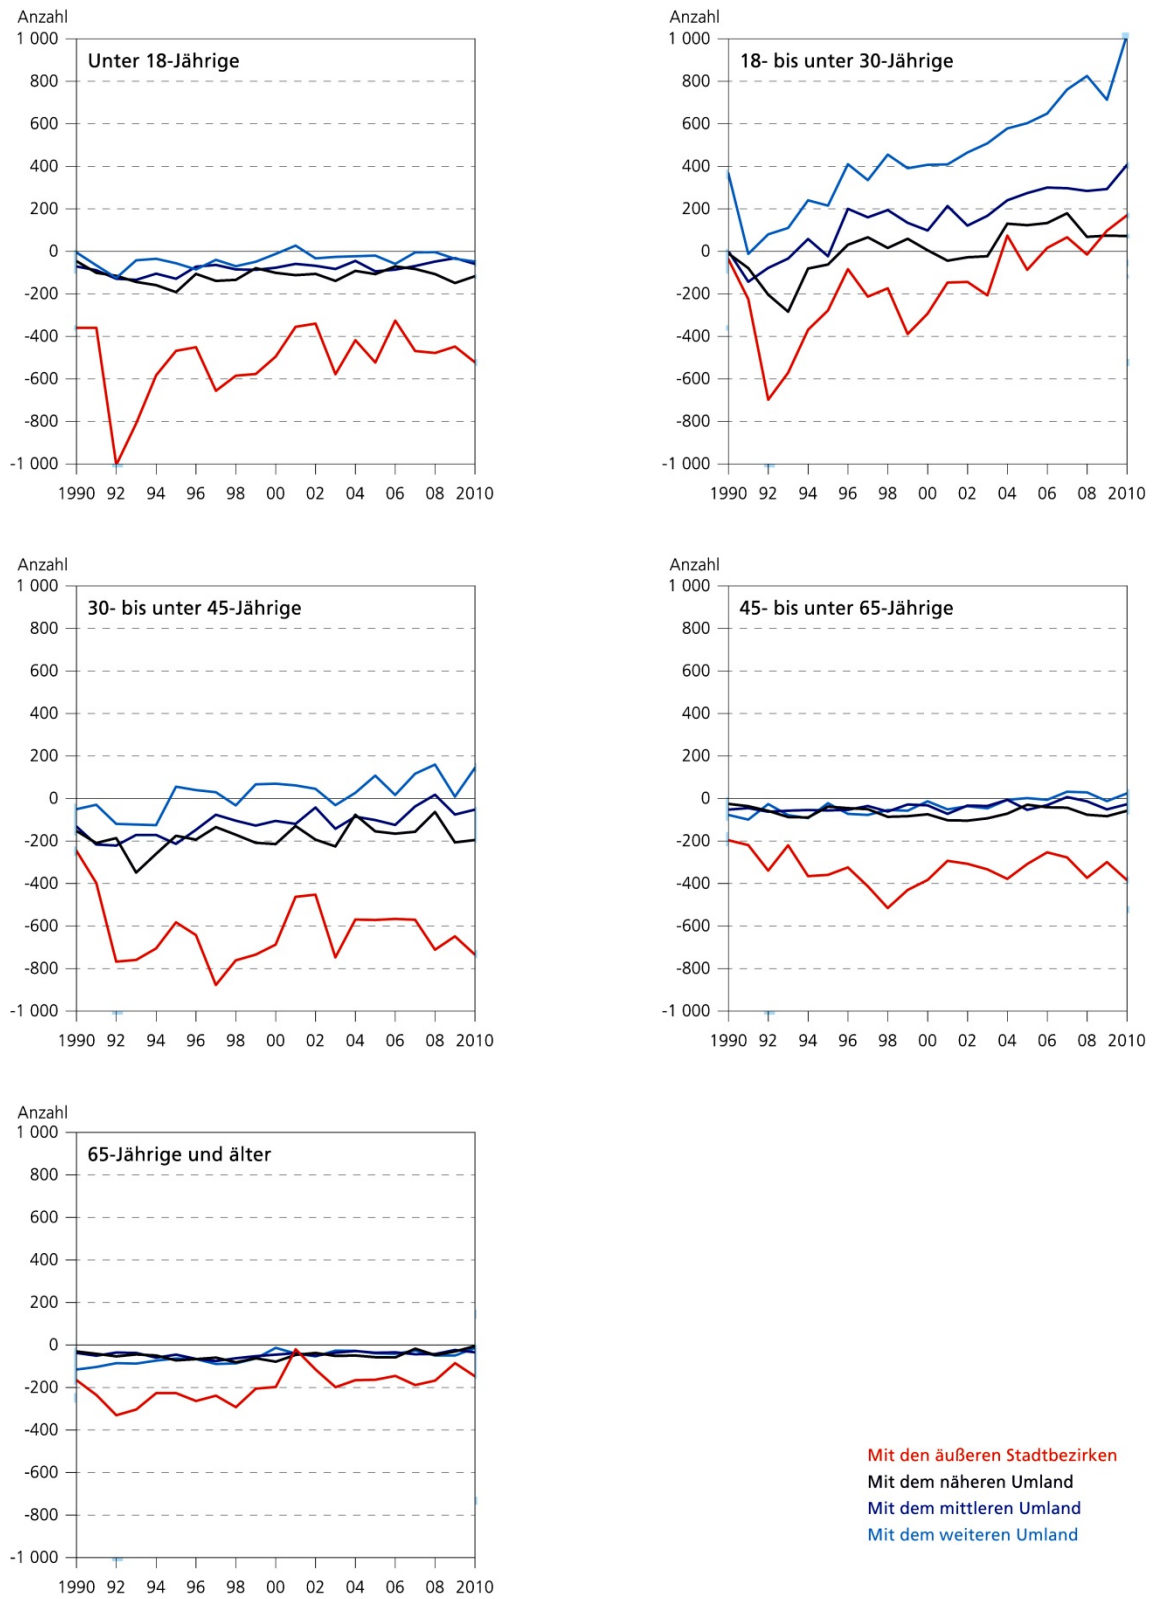 Anzahl
1 000
Unter 18-Jährige
800
600
400
200
0
-200
-400
-600
-800
-1 000
1990 92 94 96 98 00 02 04 06 08 2010
Anzahl
1 000
18- bis unter 30-Jährige
800
600
400
200
0
-200
-400
-600
-800
-1 000
1990 92 94 96 98 00 02 04 06 08 2010
Anzahl
1 000
30- bis unter 45-Jährige
800
600
400
200
0
-200
-400
-600
-800
-1 000
1990 92 94 96 98 00 02 04 06 08 2010
Anzahl
1 000
45- bis unter 65-Jährige
800
600
400
200
0
-200
-400
-600
-800
-1 000
1990 92 94 96 98 00 02 04 06 08 2010
Anzahl
1 000
65-Jährige und älter
800
600
400
200
0
-200
-400
-600
-800
-1 000
1990 92 94 96 98 00 02 04 06 08 2010
Mit den äußeren Stadtbezirken
Mit dem näheren Umland
Mit dem mittleren Umland
Mit dem weiteren Umland